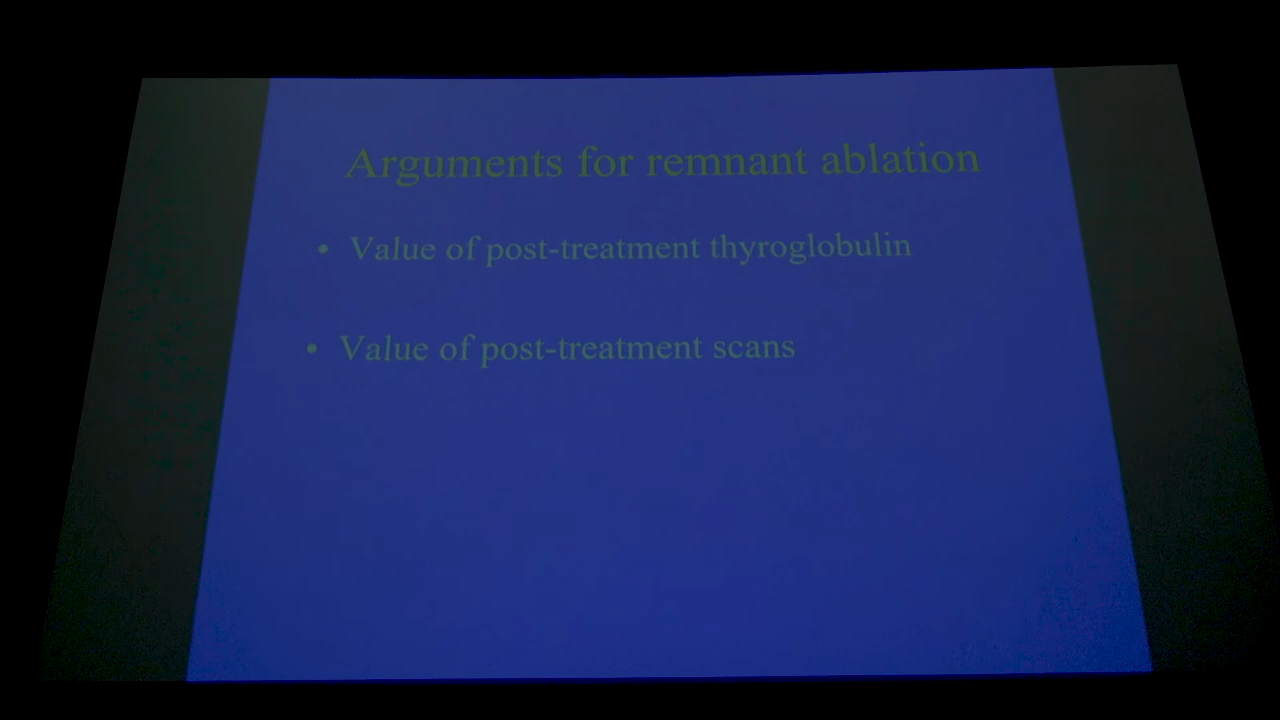 Arguments for remnant ablation
• Value of post-treatment thyroglobulin
• Value of post-treatment scans